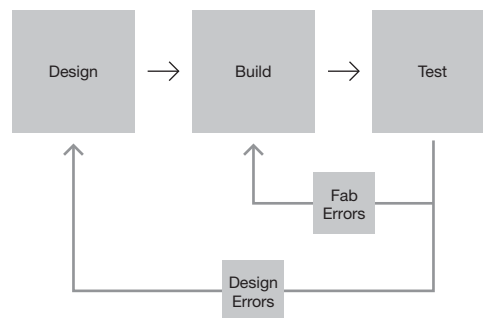 Design
Build
Test
Fab
Errors
Design
Errors